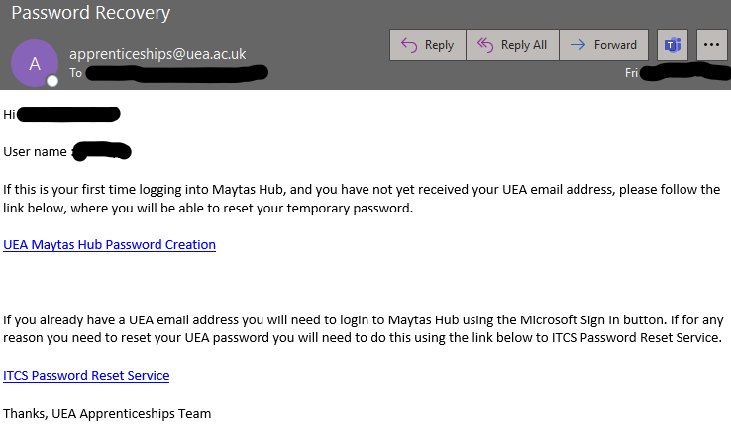 Password Recovery
apprenticeships@uea.ac.uk
A
To
Reply
Reply All
Forward
Fri
Hi
User name :
If this is your first time logging into Maytas Hub, and you have not yet received your UEA email address, please follow the
link below, where you will be able to reset your temporary password.
UEA Maytas Hub Password Creation
If you already have a UEA email address you will need to login to Maytas Hub using the Microsoft Sign In button. If for any
reason you need to reset your UEA password you will need to do this using the link below to ITCS Password Reset Service.
ITCS Password Reset Service
Thanks, UEA Apprenticeships Team